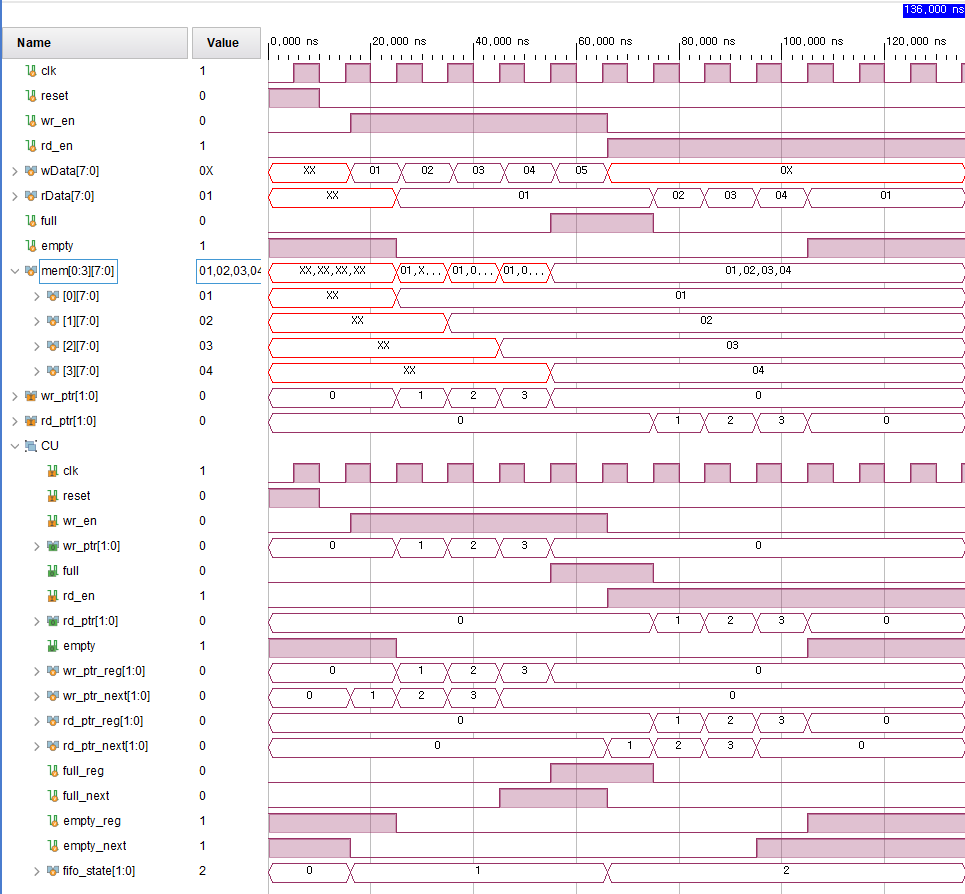 136,000 ns
Name Value 0,000 ns 20,000 ns 40,000 ns 60,000 ns 80,000 ns 100,000 ns 120,000 ns
clk 1
reset 0
wr_en 0
rd_en 1
wData[7:0] 0X XX 01 02 03 04 05 0X
rData[7:0] 01 XX 01 02 03 04 01
full 0
empty 1
mem[0:3][7:0] 01,02,03,04 XX,XX,XX,XX 01,X... 01,0... 01,0... 01,02,03,04
[0][7:0] 01 XX 01
[1][7:0] 02 XX 02
[2][7:0] 03 XX 03
[3][7:0] 04 XX 04
wr_ptr[1:0] 0 0 1 2 3 0
rd_ptr[1:0] 0 0 1 2 3 0
CU
clk 1
reset 0
wr_en 0
wr_ptr[1:0] 0 0 1 2 3 0
full 0
rd_en 1
rd_ptr[1:0] 0 0 1 2 3 0
empty 1
wr_ptr_reg[1:0] 0 0 1 2 3 0
wr_ptr_next[1:0] 0 0 1 2 3 0
rd_ptr_reg[1:0] 0 0 1 2 3 0
rd_ptr_next[1:0] 0 0 1 2 3 0
full_reg 0
full_next 0
empty_reg 1
empty_next 1
fifo_state[1:0] 2 0 1 2